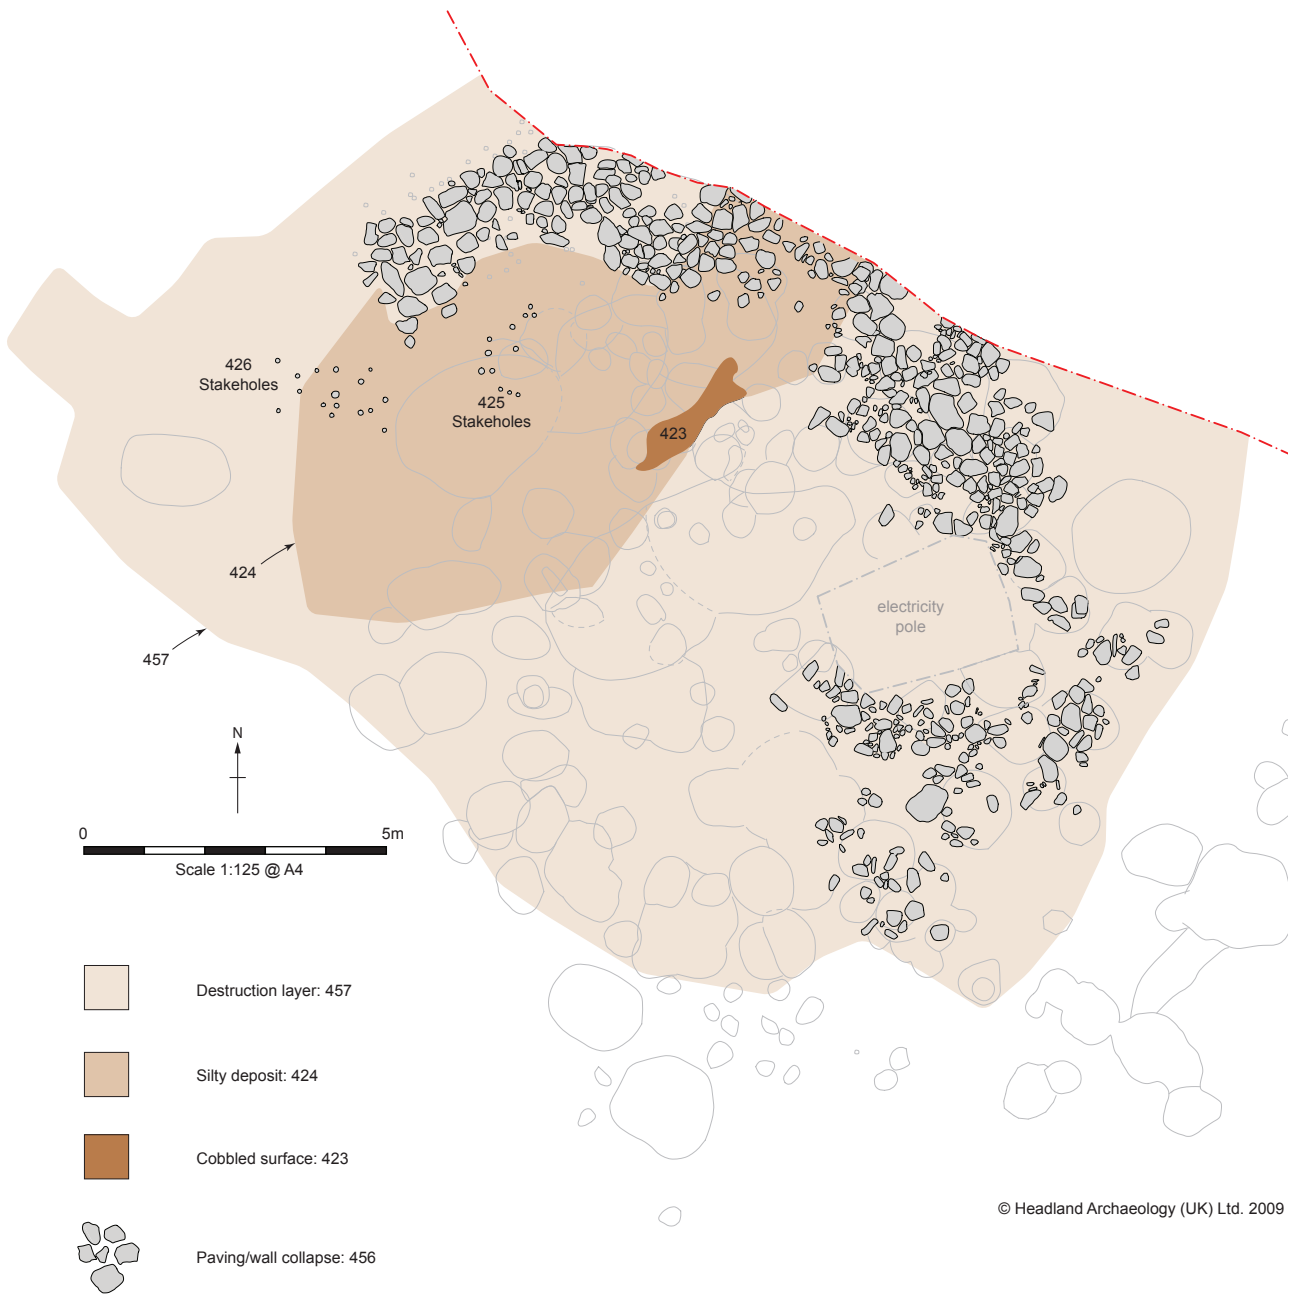 426
Stakeholes
425
Stakeholes
423
424
457
electricity
pole
N
0 5m
Scale 1:125 @ A4
Destruction layer: 457
Silty deposit: 424
Cobbled surface: 423
Paving/wall collapse: 456
© Headland Archaeology (UK) Ltd. 2009